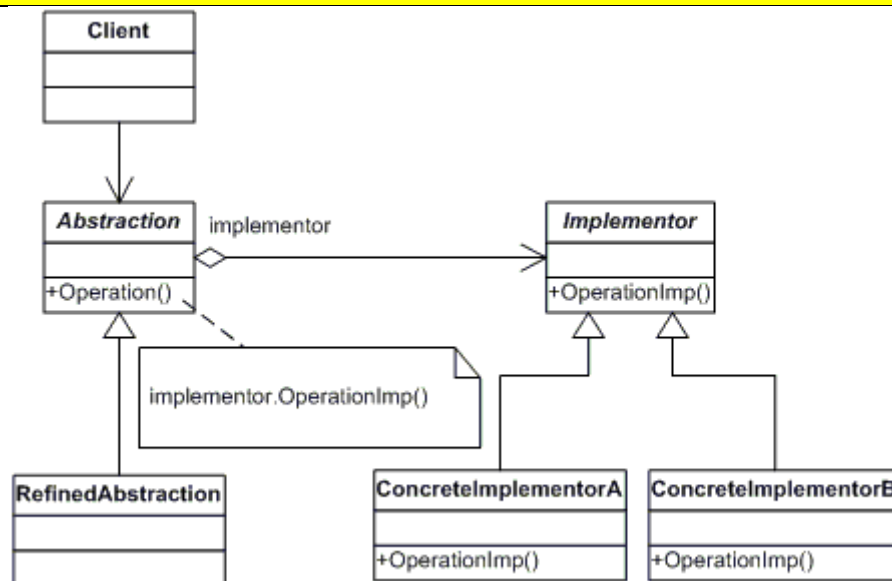 Client
Abstraction
implementor
Implementor
+Operation()
+OperationImp()
implementor.OperationImp()
RefinedAbstraction
ConcreteImplementorA
ConcreteImplementorB
+OperationImp()
+OperationImp()